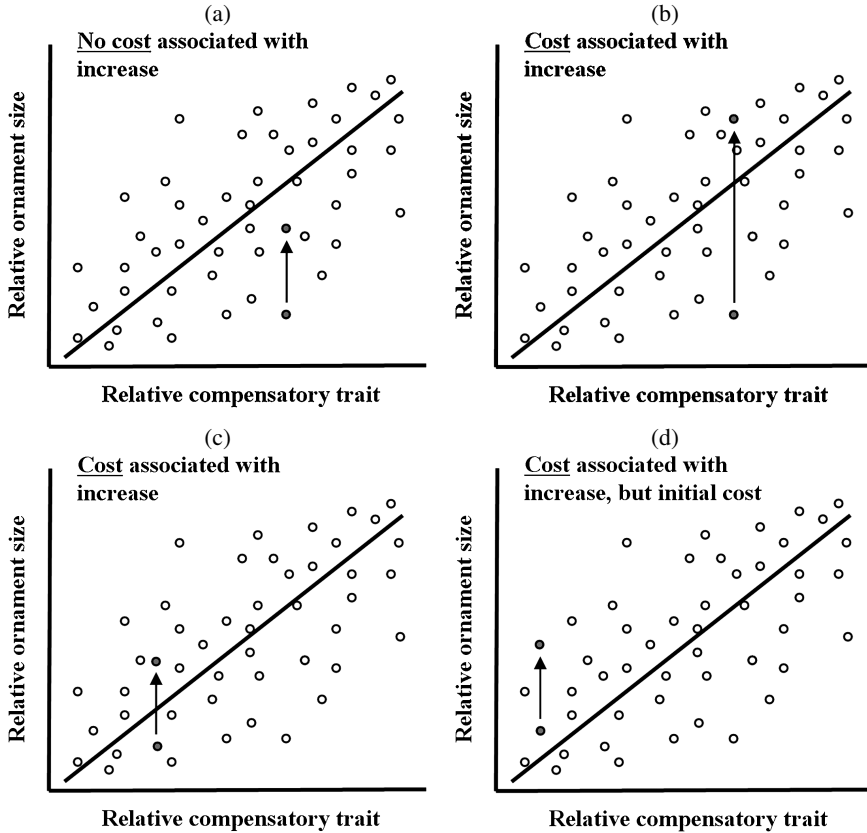 (a)
No cost associated with
increase
Relative ornament size
Relative compensatory trait
(b)
Cost associated with
increase
Relative ornament size
Relative compensatory trait
(c)
Cost associated with
increase
Relative ornament size
Relative compensatory trait
(d)
Cost associated with
increase, but initial cost
Relative ornament size
Relative compensatory trait